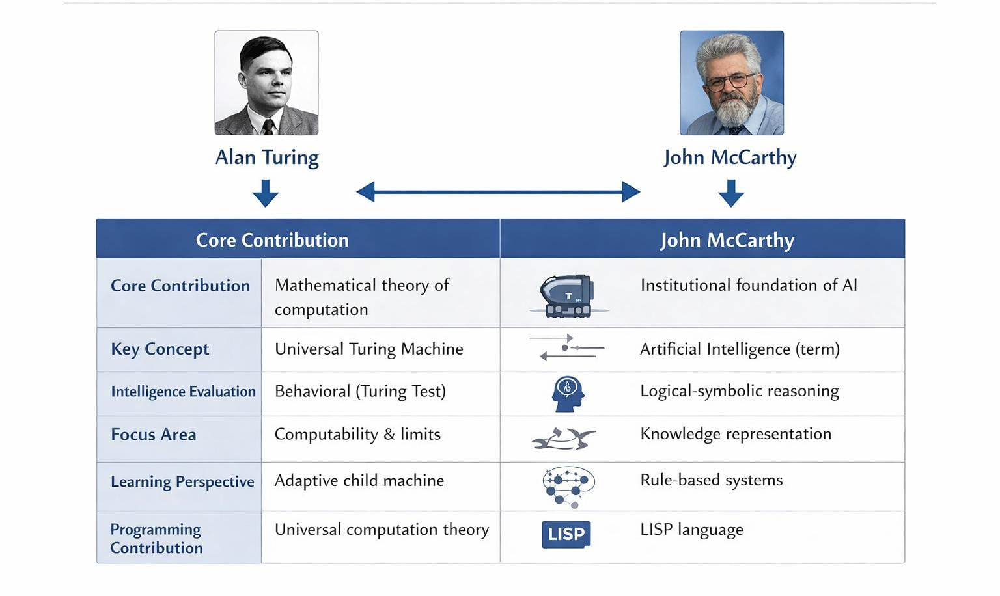 Alan Turing
John McCarthy
Core Contribution
John McCarthy
Core Contribution
Mathematical theory of
computation
T
Institutional foundation of AI
Key Concept
Universal Turing Machine
Artificial Intelligence (term)
Intelligence Evaluation
Behavioral (Turing Test)
Logical-symbolic reasoning
Focus Area
Computability & limits
Knowledge representation
Learning Perspective
Adaptive child machine
Rule-based systems
Programming
Contribution
Universal computation theory
LISP
LISP language